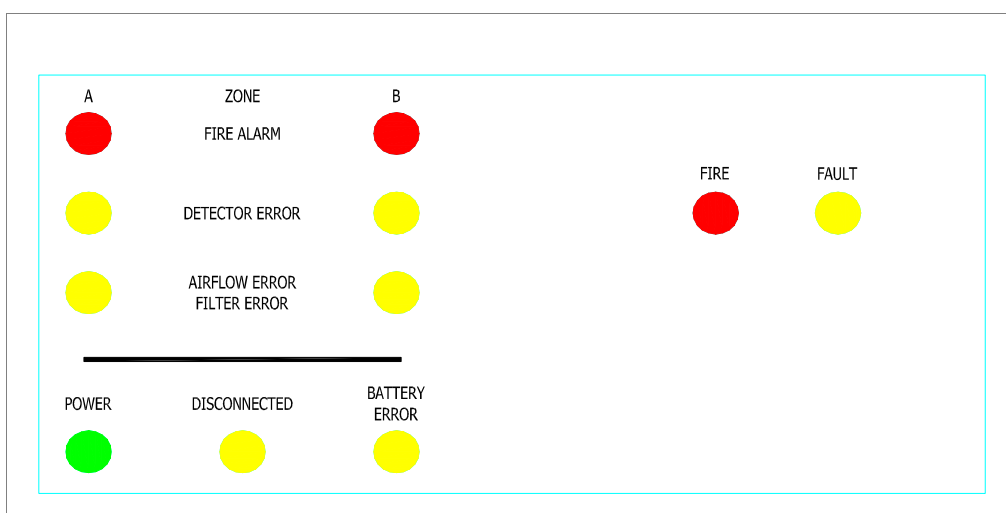 A ZONE B
FIRE ALARM
FIRE FAULT
DETECTOR ERROR
AIRFLOW ERROR
FILTER ERROR
POWER DISCONNECTED BATTERY
ERROR